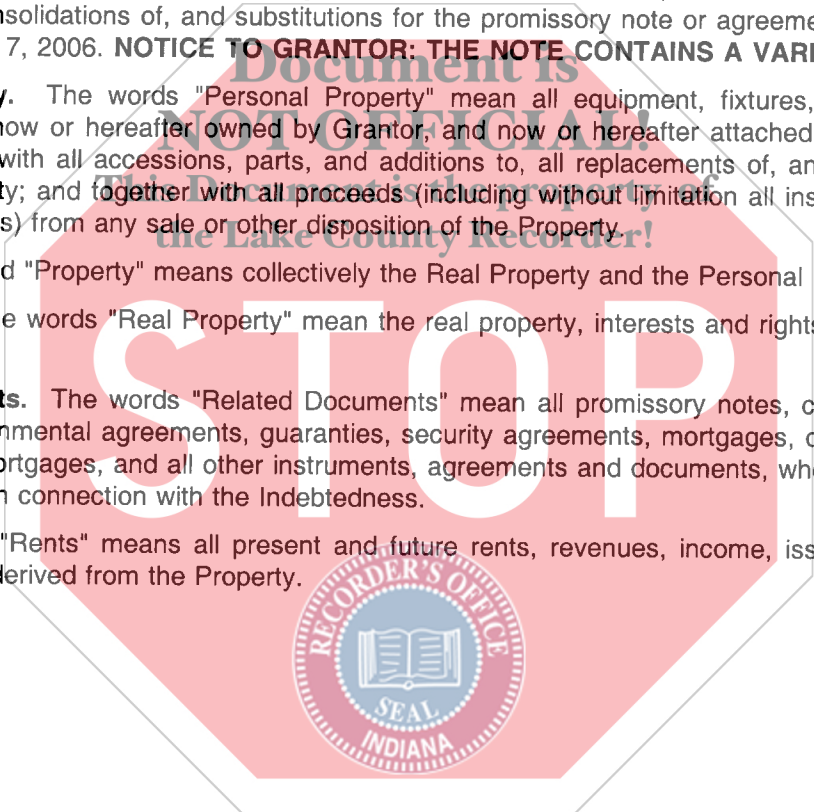 nsolidations of, and substitutions for the promissory note or agreeme
7, 2006. NOTICE TO GRANTOR: THE NOTE CONTAINS A VARI
Document is
y. The words "Personal Property" mean all equipment, fixtures,
now or hereafter owned by Grantor, and now or hereafter attached
NOT OFFICIAL!
with all accessions, parts, and additions to, all replacements of, an
ty; and together with all proceeds (including without limitation all ins
This Document is the property of
s) from any sale or other disposition of the Property.
the Lake County Recorder!
d "Property" means collectively the Real Property and the Personal
e words "Real Property" mean the real property, interests and rights
STOP
ts. The words "Related Documents" mean all promissory notes, c
nmental agreements, guaranties, security agreements, mortgages, 
ortgages, and all other instruments, agreements and documents, whe
n connection with the Indebtedness.
"Rents" means all present and future rents, revenues, income, iss
derived from the Property.
RECORDER'S OFFICE
SEAL
INDIANA